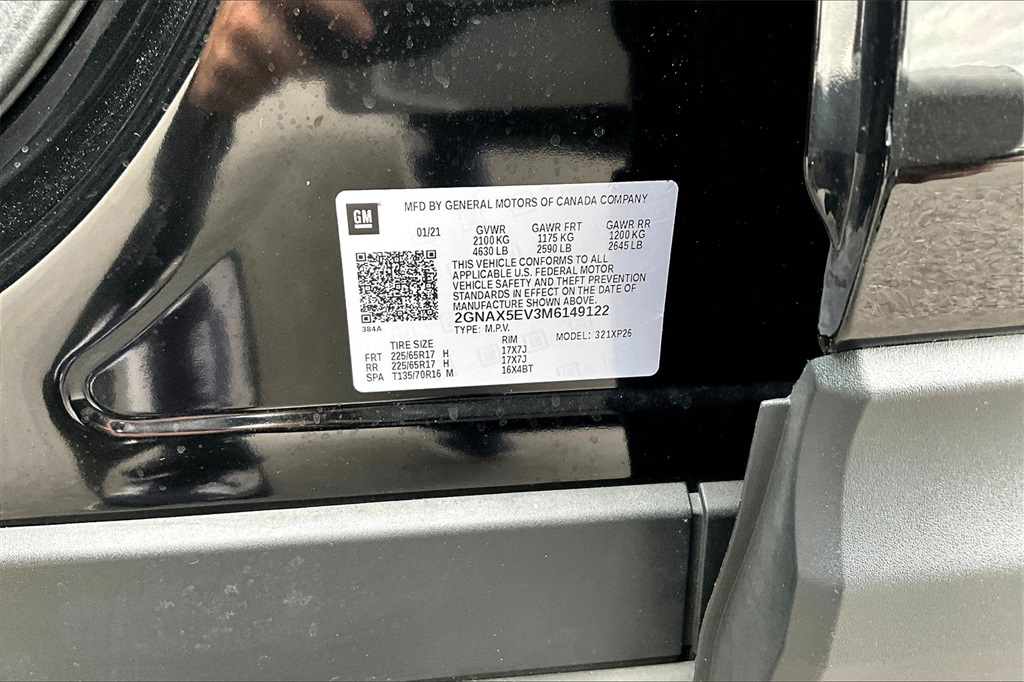 GM
MFD BY GENERAL MOTORS OF CANADA COMPANY
01/21 GVWR GAWR FRT GAWR RR
2100 KG 1175 KG 1200 KG
4630 LB 2590 LB 2645 LB
THIS VEHICLE CONFORMS TO ALL
APPLICABLE U.S. FEDERAL MOTOR
VEHICLE SAFETY AND THEFT PREVENTION
STANDARDS IN EFFECT ON THE DATE OF
MANUFACTURE SHOWN ABOVE.
2GNAX5EV3M6149122
384A
TYPE: M.P.V. MODEL: 321XP26
TIRE SIZE RIM
FRT 225/65R17 H 17X7J
RR 225/65R17 H 17X7J
SPA T135/70R16 M 16X4BT